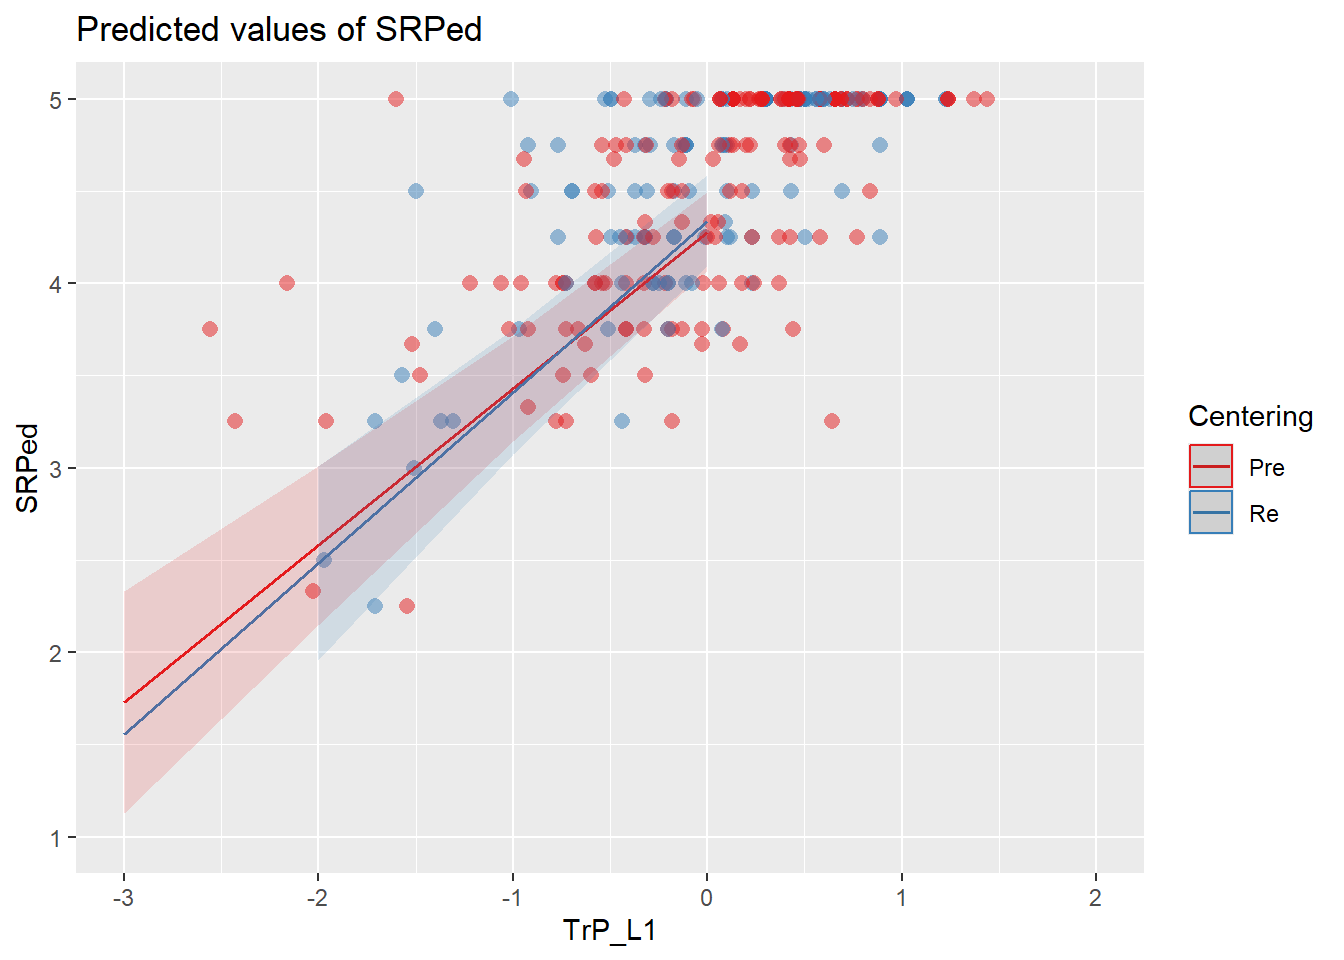 Predicted values of SRPed
5
4
3
2
1
SRPed
-3 -2 -1 0 1 2
TrP_L1
Centering
Pre
Re